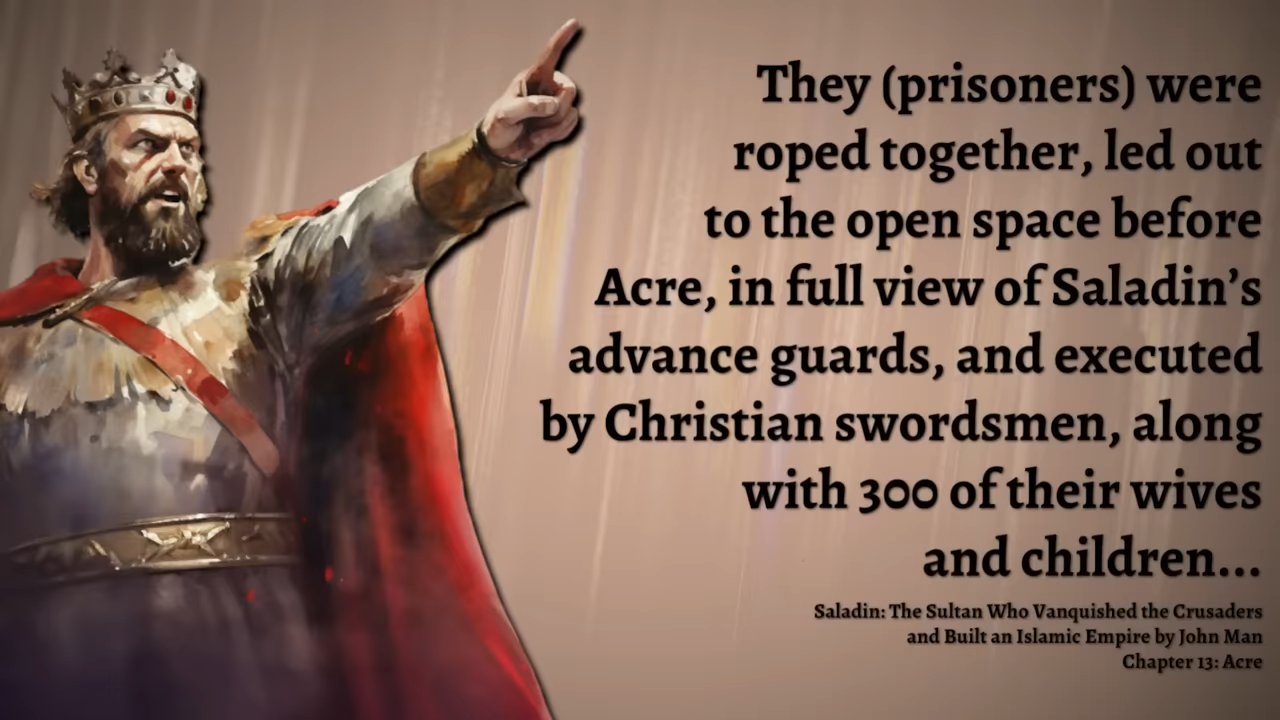 They (prisoners) were
roped together, led out
to the open space before
Acre, in full view of Saladin’s
advance guards, and executed
by Christian swordsmen, along
with 300 of their wives
and children...
Saladin: The Sultan Who Vanquished the Crusaders
and Built an Islamic Empire by John Man
Chapter 13: Acre